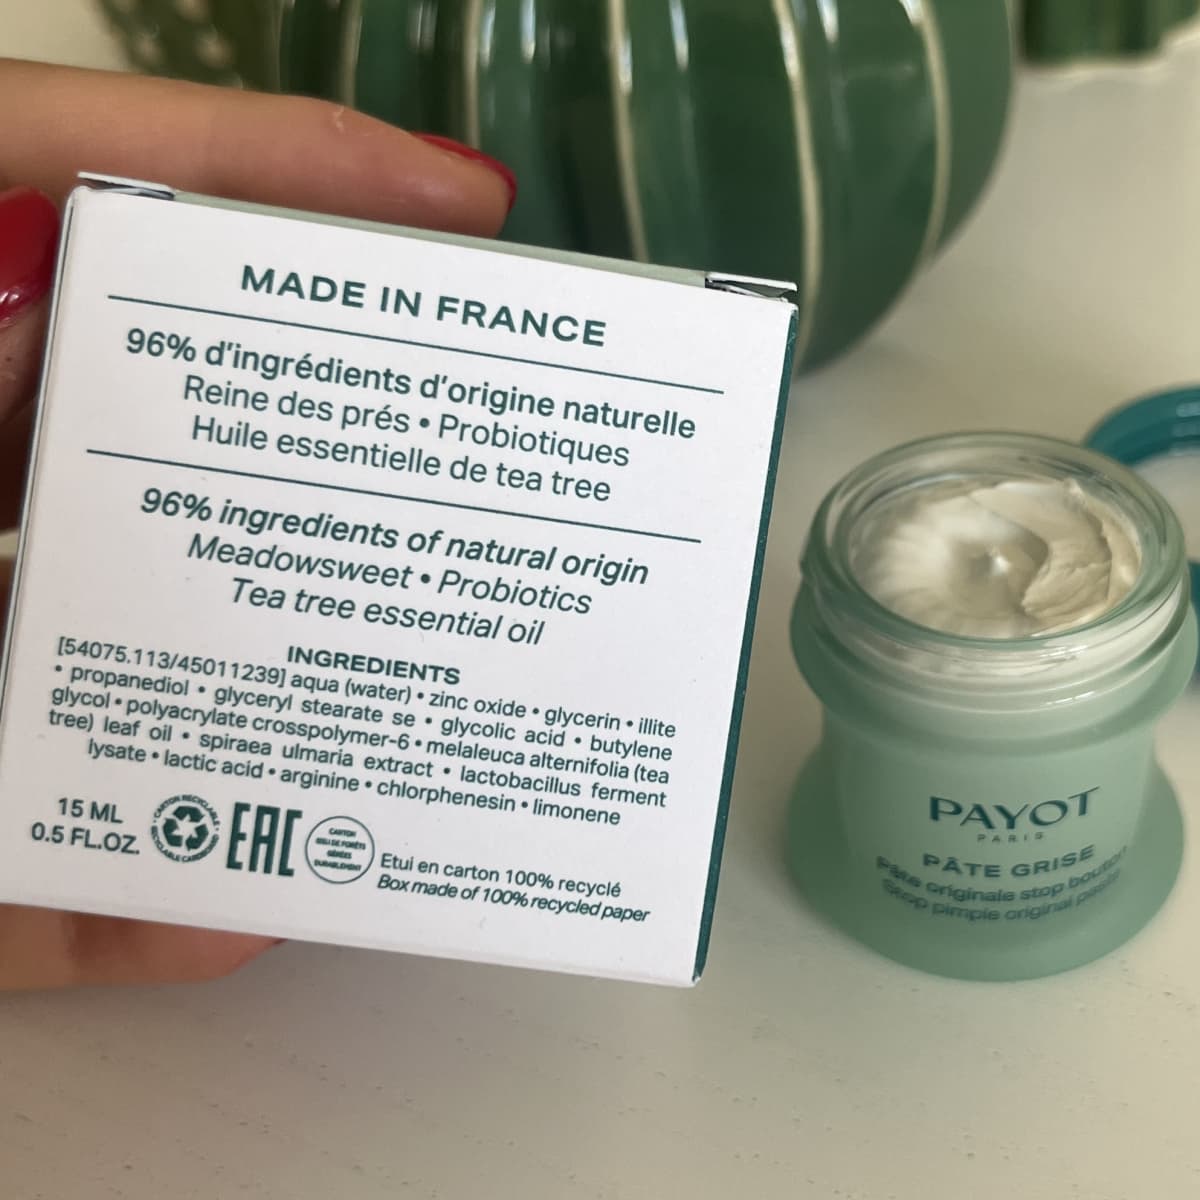 MADE IN FRANCE
96% d'ingrédients d'origine naturelle
Reine des prés • Probiotiques
Huile essentielle de tea tree
96% ingredients of natural origin
Meadowsweet • Probiotics
Tea tree essential oil
INGREDIENTS
[54075.113/45011239] aqua (water) • zinc oxide • glycerin • illite
• propanediol • glyceryl stearate se • glycolic acid • butylene
glycol • polyacrylate crosspolymer-6 • melaleuca alternifolia (tea
tree) leaf oil • spiraea ulmaria extract • lactobacillus ferment
lysate • lactic acid • arginine • chlorphenesin • limonene
15 ML
0.5 FL.OZ.
CARTON RECYCLABLE
EAC
CARTON
GÉRÉES
DURABLEMENT
Etui en carton 100% recyclé
Box made of 100% recycled paper
PAYOT
PARIS
PÂTE GRISE
Pâte originale stop bouton
Stop pimple original paste